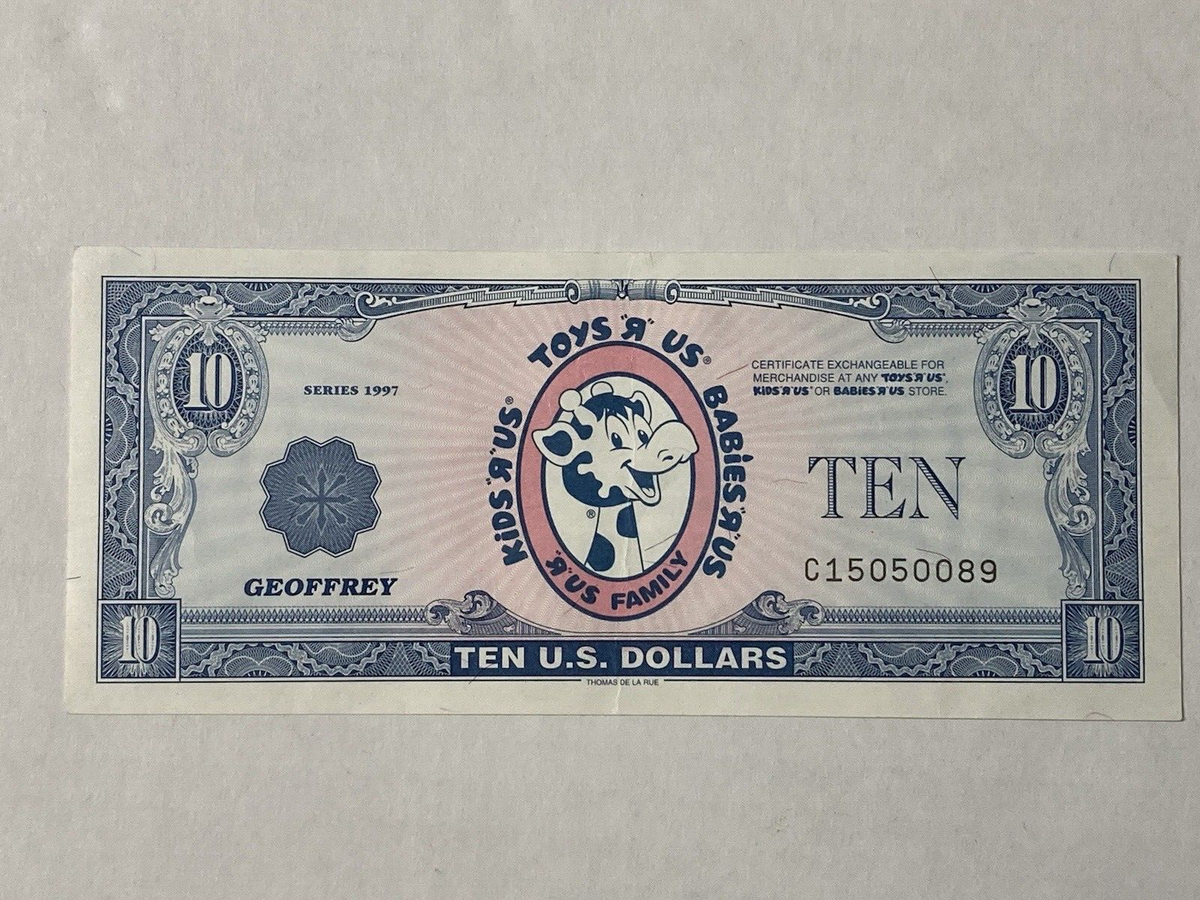 TOYS "Я" US®
KiDS"Я"US®
BABiES"Я"US
®
"Я"US FAMILY
10
10
SERIES 1997
CERTIFICATE EXCHANGEABLE FOR
MERCHANDISE AT ANY "TOYS"Я"US",
"KiDS"Я"US" OR BABiES"Я"US STORE.
TEN
GEOFFREY
C15050089
10
TEN U.S. DOLLARS
10
THOMAS DE LA RUE